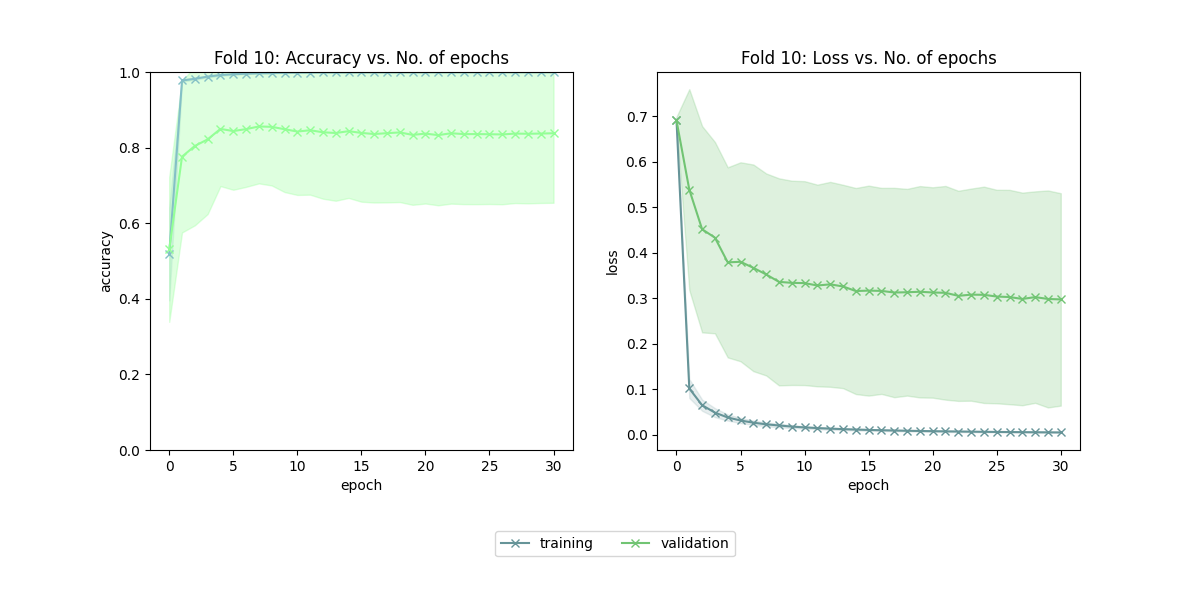 Fold 10: Accuracy vs. No. of epochs
1.0
0.8
0.6
0.4
0.2
0.0
accuracy
0 5 10 15 20 25 30
epoch
Fold 10: Loss vs. No. of epochs
0.7
0.6
0.5
0.4
0.3
0.2
0.1
0.0
loss
0 5 10 15 20 25 30
epoch
training validation